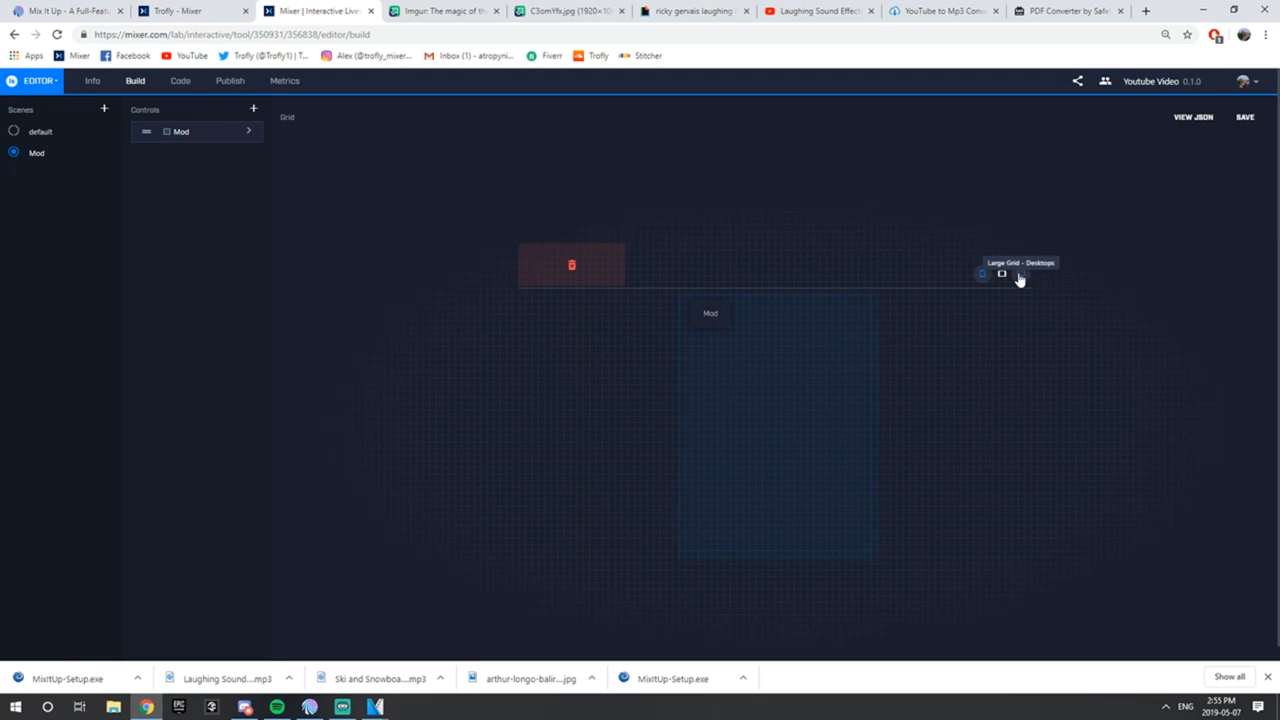 Mix It Up - A Full-Featu
Trofly - Mixer
Mixer | Interactive Live
Imgur: The magic of the
C3omYfx.jpg (1920×10
ricky gervais laughing
Laughing Sound Effect
YouTube to Mp3 Conv
PDF Converter by Safe
https://mixer.com/lab/interactive/tool/350931/356838/editor/build
Apps
Mixer
Facebook
YouTube
Twitter
Trofly (@Trofly1) | T...
Alex (@trofly_mixer...
Inbox (1) - atropyni...
Fiverr
Trofly
Stitcher
EDITOR
Info
Build
Code
Publish
Metrics
Youtube Video 0.1.0
Scenes
Controls
Grid
VIEW JSON
SAVE
default
Mod
Mod
Large Grid - Desktops
Mod
MixItUp-Setup.exe
Laughing Sound....mp3
Ski and Snowboa....mp3
arthur-longo-balir....jpg
MixItUp-Setup.exe
Show all
EPIC
ENG
2:55 PM
2019-05-07